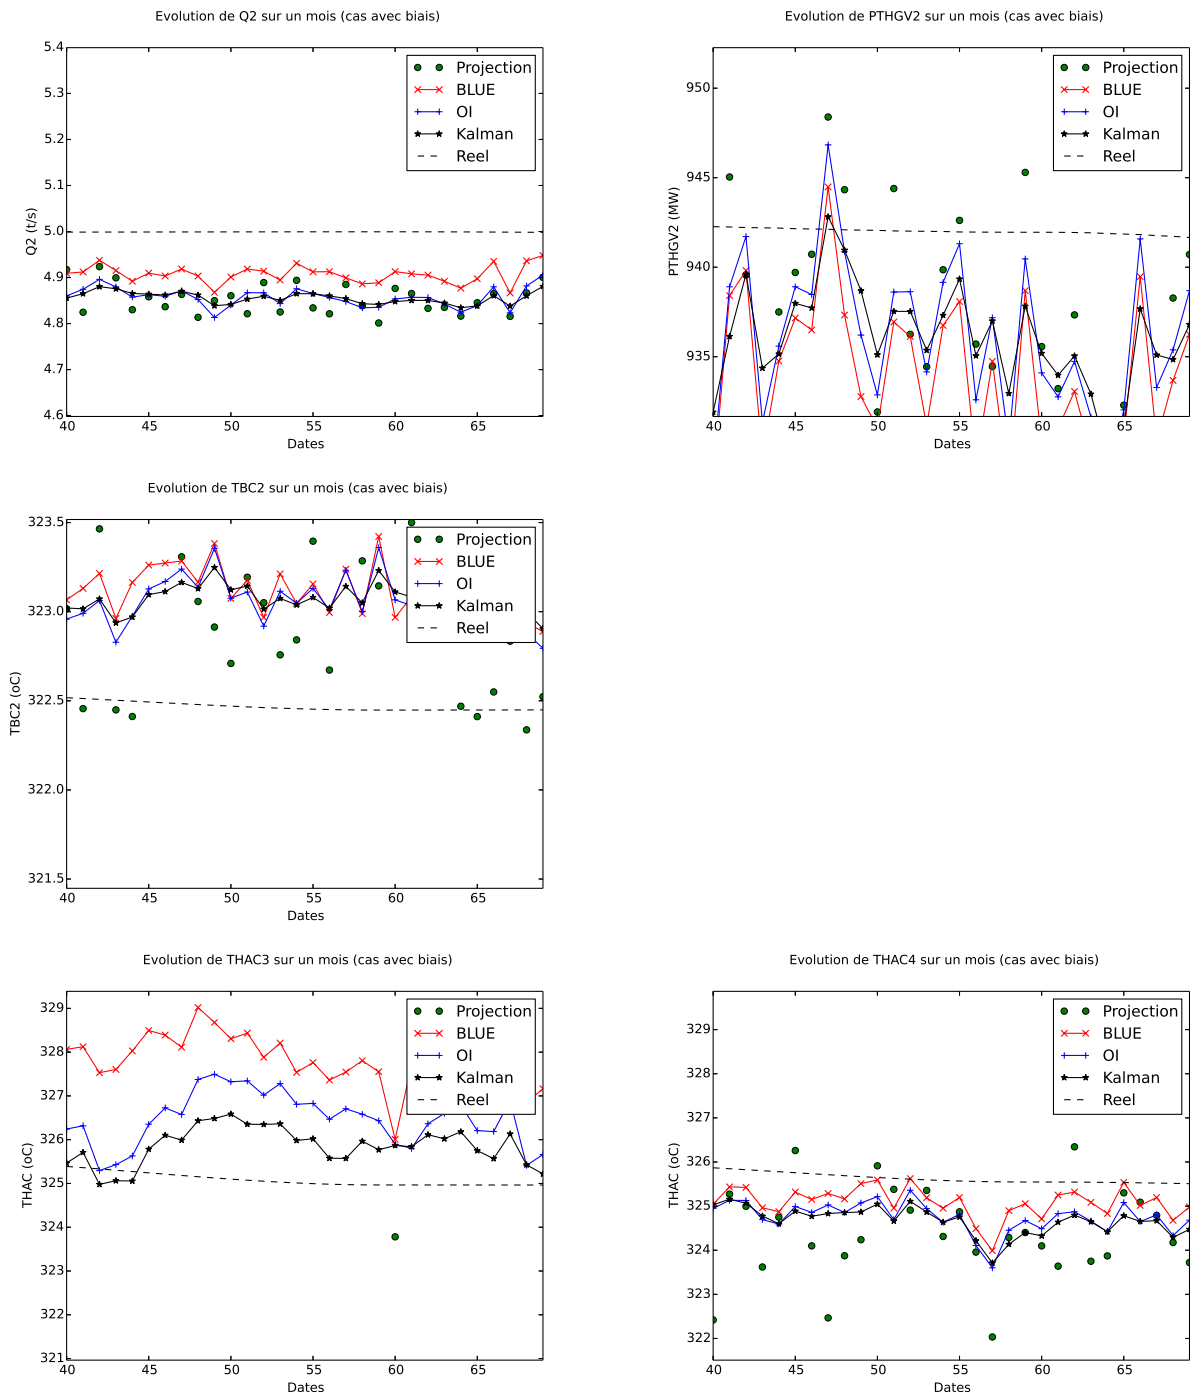 Evolution de Q2 sur un mois (cas avec biais)
5.4
5.3
5.2
5.1
5.0
4.9
4.8
4.7
4.6
Q2 (t/s)
40 45 50 55 60 65
Dates
Projection
BLUE
OI
Kalman
Reel
Evolution de PTHGV2 sur un mois (cas avec biais)
950
945
940
935
PTHGV2 (MW)
40 45 50 55 60 65
Dates
Projection
BLUE
OI
Kalman
Reel
Evolution de TBC2 sur un mois (cas avec biais)
323.5
323.0
322.5
322.0
321.5
TBC2 (oC)
40 45 50 55 60 65
Dates
Projection
BLUE
OI
Kalman
Reel
Evolution de THAC3 sur un mois (cas avec biais)
329
328
327
326
325
324
323
322
321
THAC (oC)
40 45 50 55 60 65
Dates
Projection
BLUE
OI
Kalman
Reel
Evolution de THAC4 sur un mois (cas avec biais)
329
328
327
326
325
324
323
322
THAC (oC)
40 45 50 55 60 65
Dates
Projection
BLUE
OI
Kalman
Reel